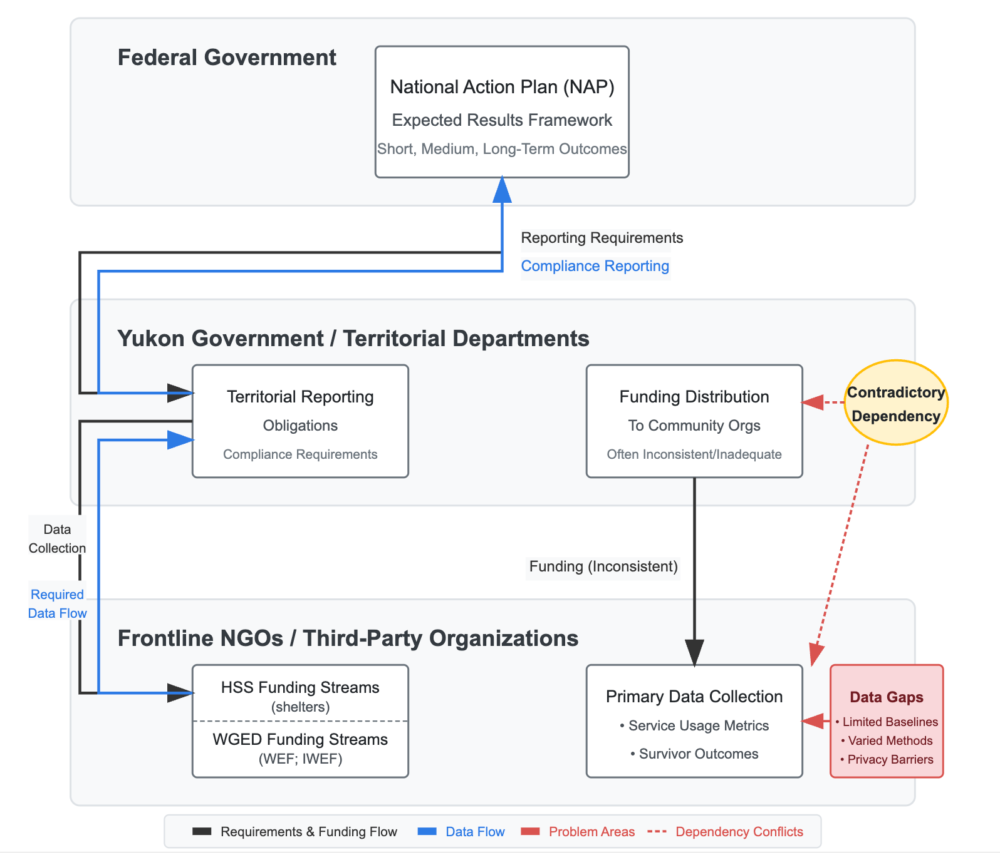 Federal Government
National Action Plan (NAP)
Expected Results Framework
Short, Medium, Long-Term Outcomes
Reporting Requirements
Compliance Reporting
Yukon Government / Territorial Departments
Territorial Reporting
Obligations
Compliance Requirements
Funding Distribution
To Community Orgs
Often Inconsistent/Inadequate
Contradictory
Dependency
Data
Collection
Required
Data Flow
Funding (Inconsistent)
Frontline NGOs / Third-Party Organizations
HSS Funding Streams
(shelters)
WGED Funding Streams
(WEF; IWEF)
Primary Data Collection
• Service Usage Metrics
• Survivor Outcomes
Data Gaps
• Limited Baselines
• Varied Methods
• Privacy Barriers
Requirements & Funding Flow
Data Flow
Problem Areas
Dependency Conflicts